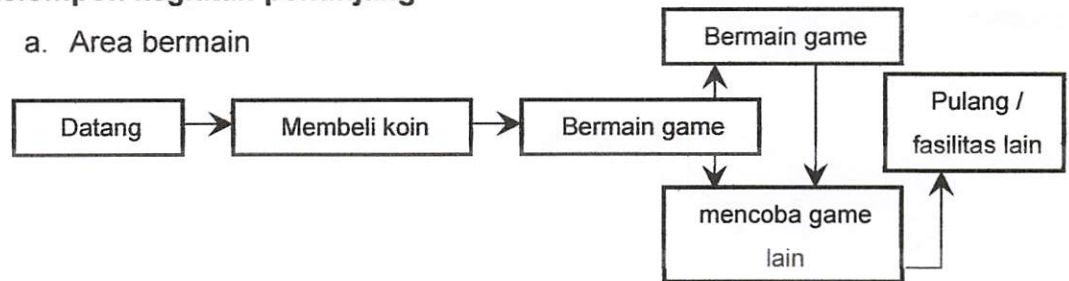 a. Area bermain
Bermain game
Datang
Membeli koin
Bermain game
Pulang /
fasilitas lain
mencoba game
lain